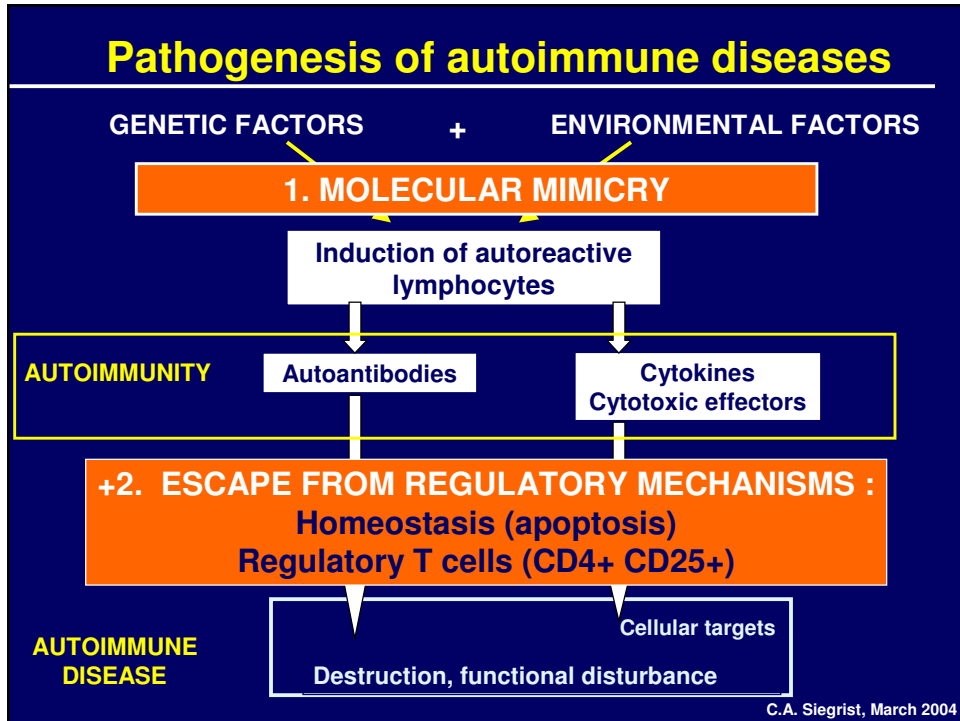 Pathogenesis of autoimmune diseases
GENETIC FACTORS + ENVIRONMENTAL FACTORS
1. MOLECULAR MIMICRY
Induction of autoreactive
lymphocytes
AUTOIMMUNITY
Autoantibodies
Cytokines
Cytotoxic effectors
+2. ESCAPE FROM REGULATORY MECHANISMS :
Homeostasis (apoptosis)
Regulatory T cells (CD4+ CD25+)
AUTOIMMUNE
DISEASE
Cellular targets
Destruction, functional disturbance
C.A. Siegrist, March 2004